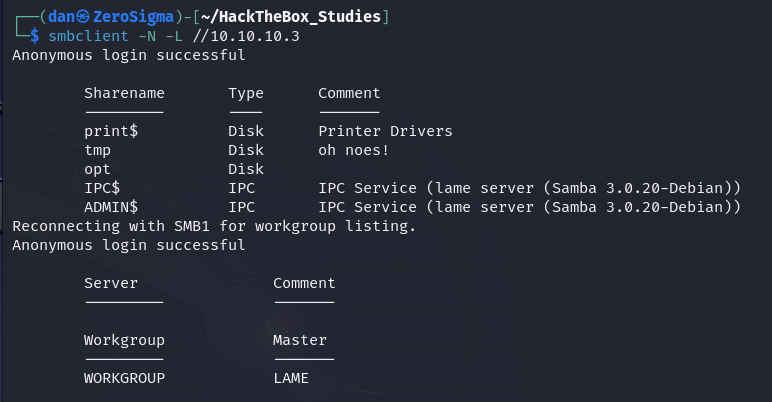 ┌──(dan㉿ZeroSigma)-[~/HackTheBox_Studies]
└─$ smbclient -N -L //10.10.10.3
Anonymous login successful
Sharename       Type      Comment
---------       ----      -------
print$          Disk      Printer Drivers
tmp             Disk      oh noes!
opt             Disk
IPC$            IPC       IPC Service (lame server (Samba 3.0.20-Debian))
ADMIN$          IPC       IPC Service (lame server (Samba 3.0.20-Debian))
Reconnecting with SMB1 for workgroup listing.
Anonymous login successful
Server               Comment
---------            -------
Workgroup            Master
---------            -------
WORKGROUP            LAME